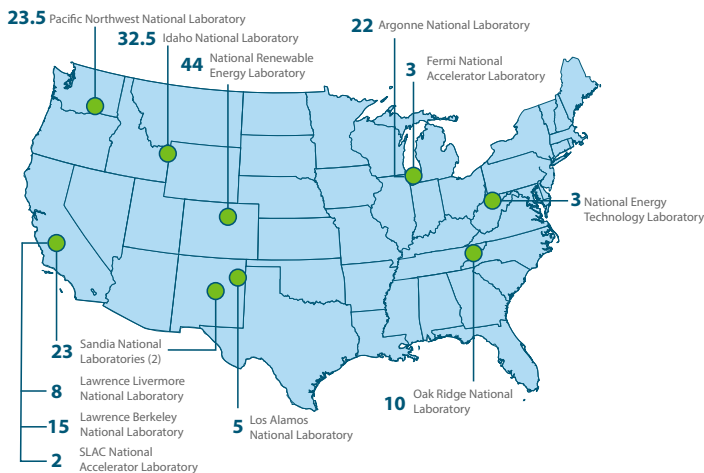 23.5 Pacific Northwest National Laboratory
32.5 Idaho National Laboratory
44 National Renewable
Energy Laboratory
22 Argonne National Laboratory
3 Fermi National
Accelerator Laboratory
3 National Energy
Technology Laboratory
23 Sandia National
Laboratories (2)
8 Lawrence Livermore
National Laboratory
15 Lawrence Berkeley
National Laboratory
2 SLAC National
Accelerator Laboratory
5 Los Alamos
National Laboratory
10 Oak Ridge National
Laboratory